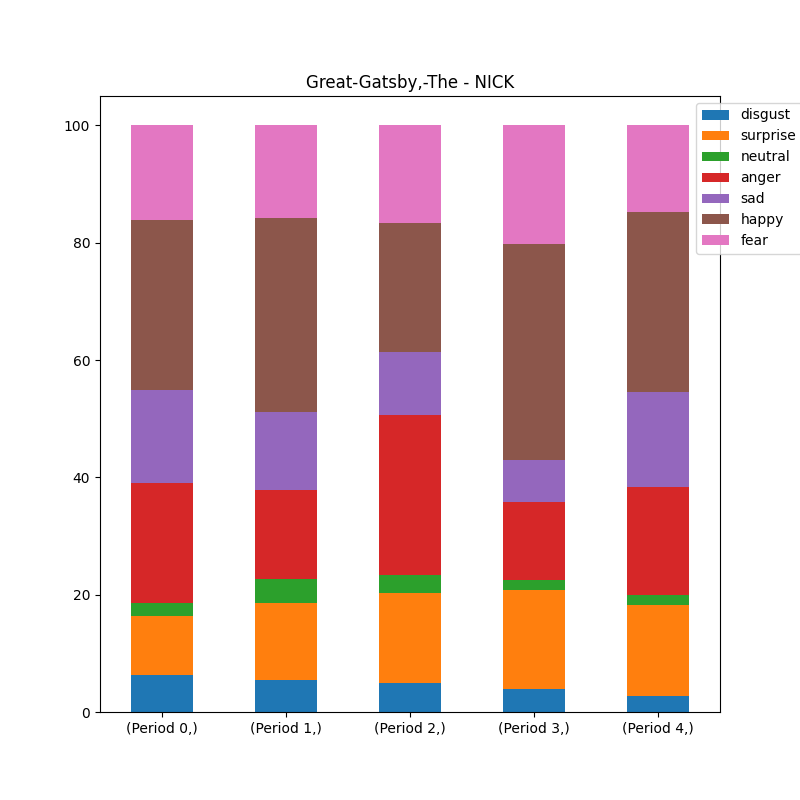 Great-Gatsby,-The - NICK
disgust
surprise
neutral
anger
sad
happy
fear
100
80
60
40
20
0
(Period 0,)
(Period 1,)
(Period 2,)
(Period 3,)
(Period 4,)